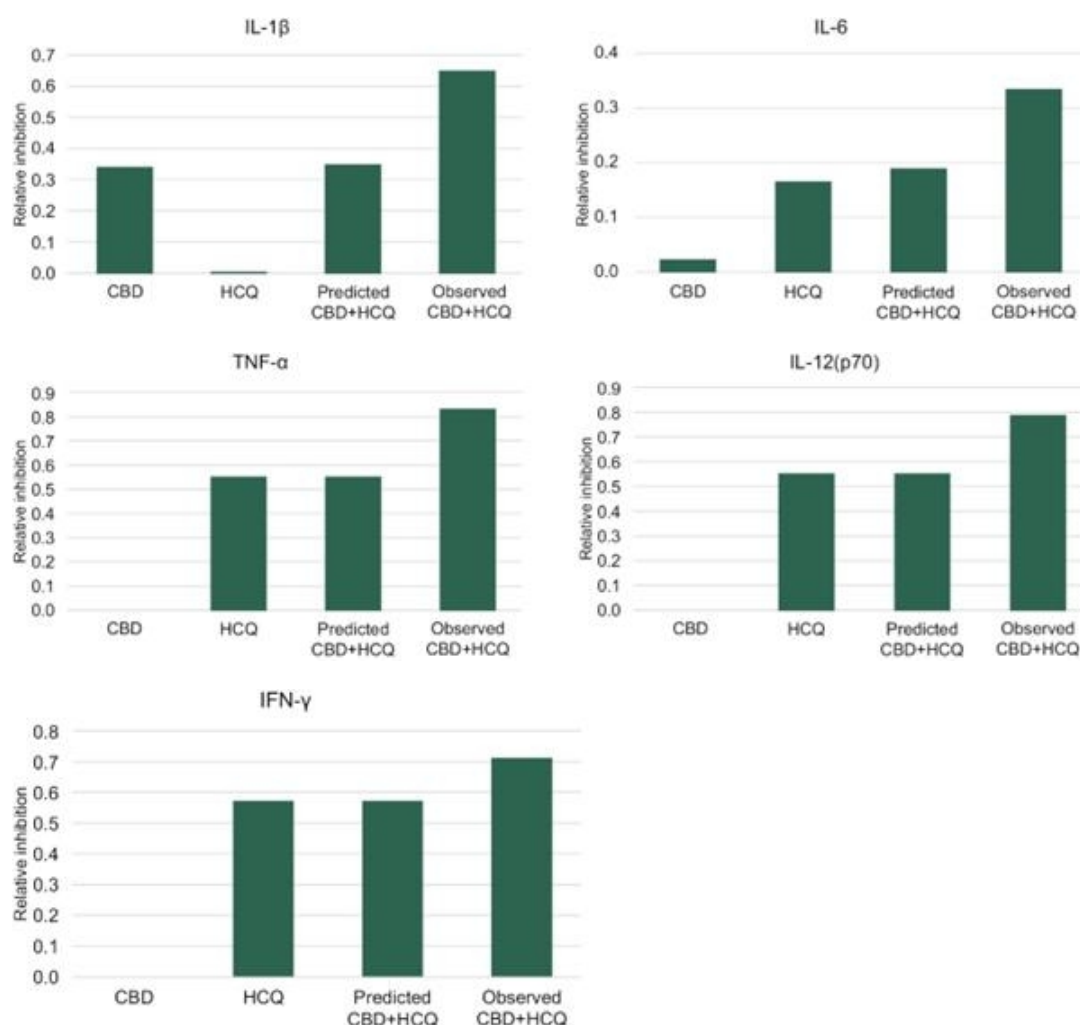 IL-1β
Relative inhibition
0.7
0.6
0.5
0.4
0.3
0.2
0.1
0.0
CBD
HCQ
Predicted
CBD+HCQ
Observed
CBD+HCQ
IL-6
Relative inhibition
0.4
0.3
0.2
0.1
0.0
CBD
HCQ
Predicted
CBD+HCQ
Observed
CBD+HCQ
TNF-α
Relative inhibition
0.9
0.8
0.7
0.6
0.5
0.4
0.3
0.2
0.1
0.0
CBD
HCQ
Predicted
CBD+HCQ
Observed
CBD+HCQ
IL-12(p70)
Relative inhibition
0.9
0.8
0.7
0.6
0.5
0.4
0.3
0.2
0.1
0.0
CBD
HCQ
Predicted
CBD+HCQ
Observed
CBD+HCQ
IFN-γ
Relative inhibition
0.8
0.7
0.6
0.5
0.4
0.3
0.2
0.1
0.0
CBD
HCQ
Predicted
CBD+HCQ
Observed
CBD+HCQ